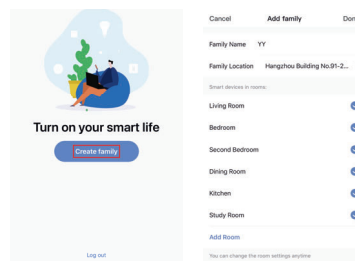 Turn on your smart life
Create family
Log out
Cancel Add family
Family Name YY
Family Location Hangzhou Building No.91-2...
Smart devices in rooms:
Living Room
Bedroom
Second Bedroom
Dining Room
Kitchen
Study Room
Add Room
You can change the room settings anytime